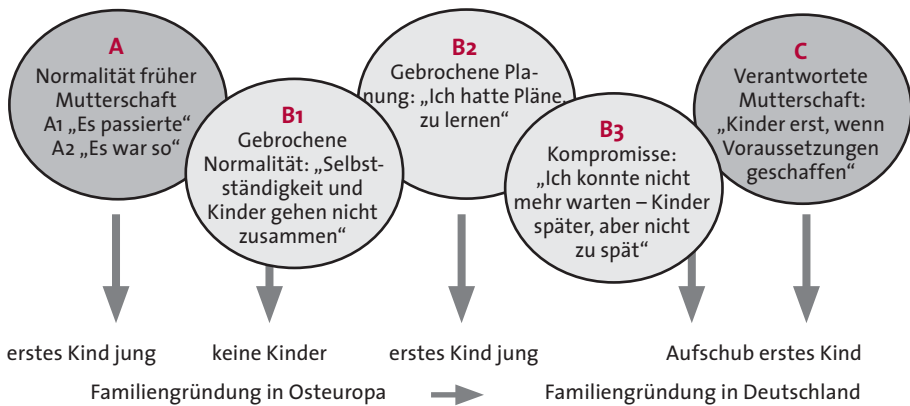 A
Normalität früher
Mutterschaft
A1 „Es passierte“
A2 „Es war so“
B1
Gebrochene
Normalität: „Selbst-
ständigkeit und
Kinder gehen nicht
zusammen“
B2
Gebrochene Pla-
nung: „Ich hatte Pläne,
zu lernen“
B3
Kompromisse:
„Ich konnte nicht
mehr warten – Kinder
später, aber nicht
zu spät“
C
Verantwortete
Mutterschaft:
„Kinder erst, wenn
Voraussetzungen
geschaffen“
erstes Kind jung
keine Kinder
erstes Kind jung
Aufschub erstes Kind
Familiengründung in Osteuropa
Familiengründung in Deutschland